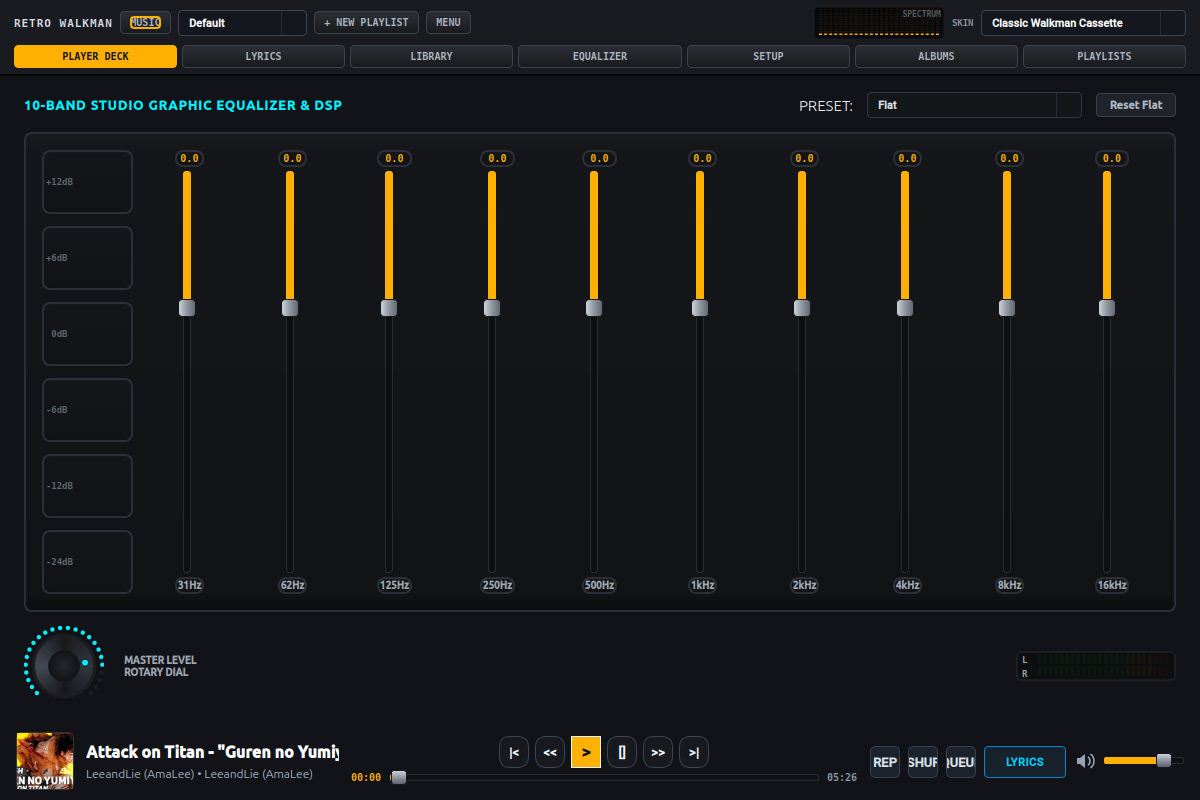 RETRO WALKMAN
MUSIC
Default
+ NEW PLAYLIST
MENU
SPECTRUM
SKIN
Classic Walkman Cassette
PLAYER DECK
LYRICS
LIBRARY
EQUALIZER
SETUP
ALBUMS
PLAYLISTS
10-BAND STUDIO GRAPHIC EQUALIZER & DSP
PRESET:
Flat
Reset Flat
0.0 0.0 0.0 0.0 0.0 0.0 0.0 0.0 0.0 0.0
+12dB
+6dB
0dB
-6dB
-12dB
-24dB
31Hz 62Hz 125Hz 250Hz 500Hz 1kHz 2kHz 4kHz 8kHz 16kHz
MASTER LEVEL
ROTARY DIAL
L
R
EN NO YUMIY
Attack on Titan - "Guren no Yumiy
LeeandLie (AmaLee) • LeeandLie (AmaLee)
|< << > [] >> >|
00:00
05:26
REP
SHUF
QUEU
LYRICS